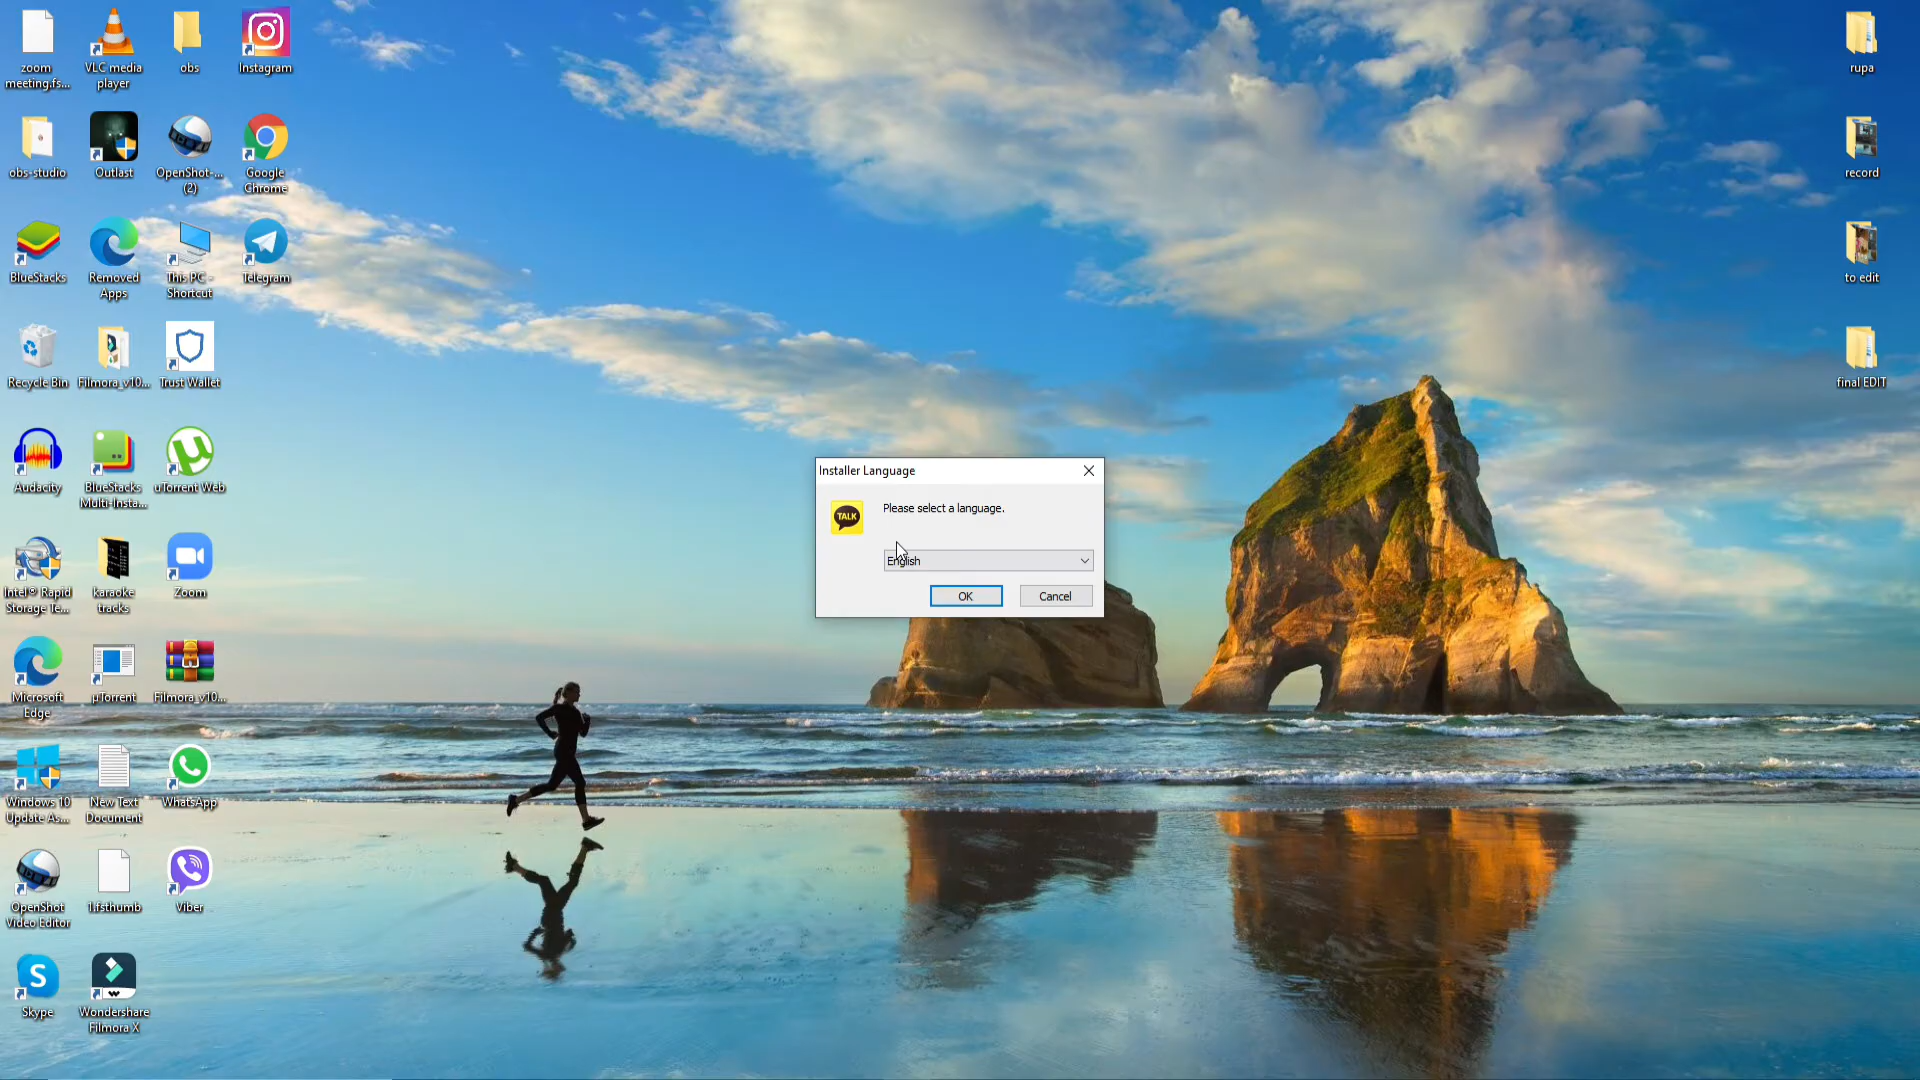 zoom
meeting.fs...
VLC media
player
obs
Instagram
obs-studio
Outlast
OpenShot-...
(2)
Google
Chrome
BlueStacks
Removed
Apps
This PC -
Shortcut
Telegram
Recycle Bin
Filmora_v10...
Trust Wallet
Audacity
BlueStacks
Multi-Insta...
uTorrent Web
Intel® Rapid
Storage Te...
karaoke
tracks
Zoom
Microsoft
Edge
µTorrent
Filmora_v10...
Windows 10
Update As...
New Text
Document
WhatsApp
OpenShot
Video Editor
1.fsthumb
Viber
Skype
Wondershare
Filmora X
Installer Language
TALK
Please select a language.
English
OK
Cancel
rupa
record
to edit
final EDIT